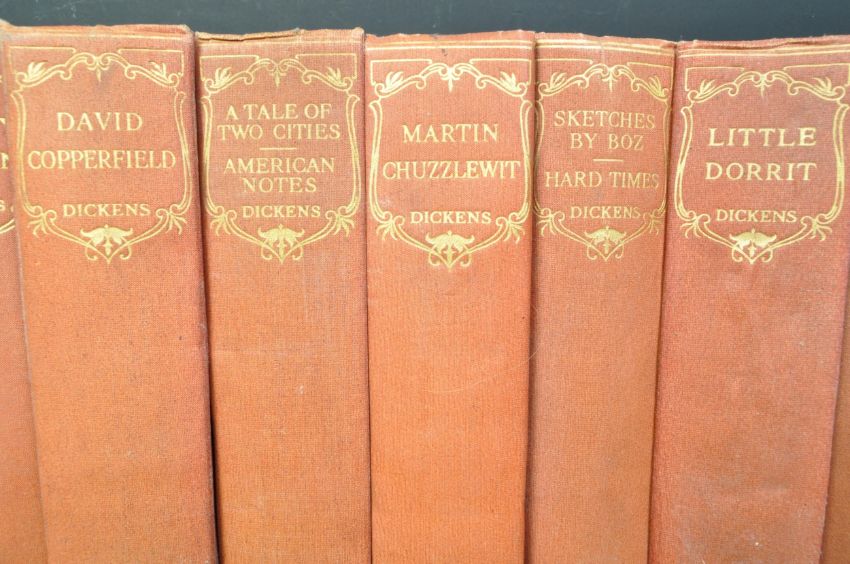 DAVID
COPPERFIELD
DICKENS
A TALE OF
TWO CITIES
AMERICAN
NOTES
DICKENS
MARTIN
CHUZZLEWIT
DICKENS
SKETCHES
BY BOZ
HARD TIMES
DICKENS
LITTLE
DORRIT
DICKENS